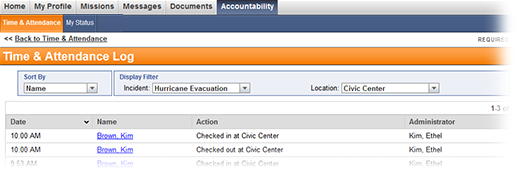 Home My Profile Missions Messages Documents Accountability
Time & Attendance My Status
<< Back to Time & Attendance REQUIRE
Time & Attendance Log
Sort By Display Filter
Name Incident: Hurricane Evacuation Location: Civic Center
1-3 of
Date Name Action Administrator
10:00 AM Brown, Kim Checked in at Civic Center Kim, Ethel
10:00 AM Brown, Kim Checked out at Civic Center Kim, Ethel
9:53 AM Brown, Kim Checked in at Civic Center Kim, Ethel